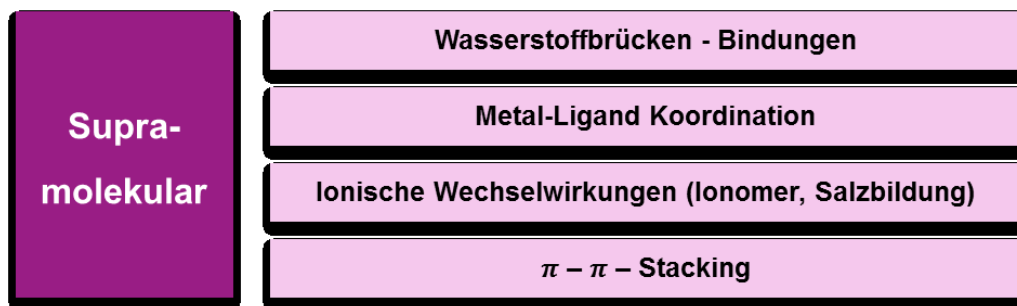 Supra-
molekular
Wasserstoffbrücken - Bindungen
Metal-Ligand Koordination
Ionische Wechselwirkungen (Ionomer, Salzbildung)
π – π – Stacking